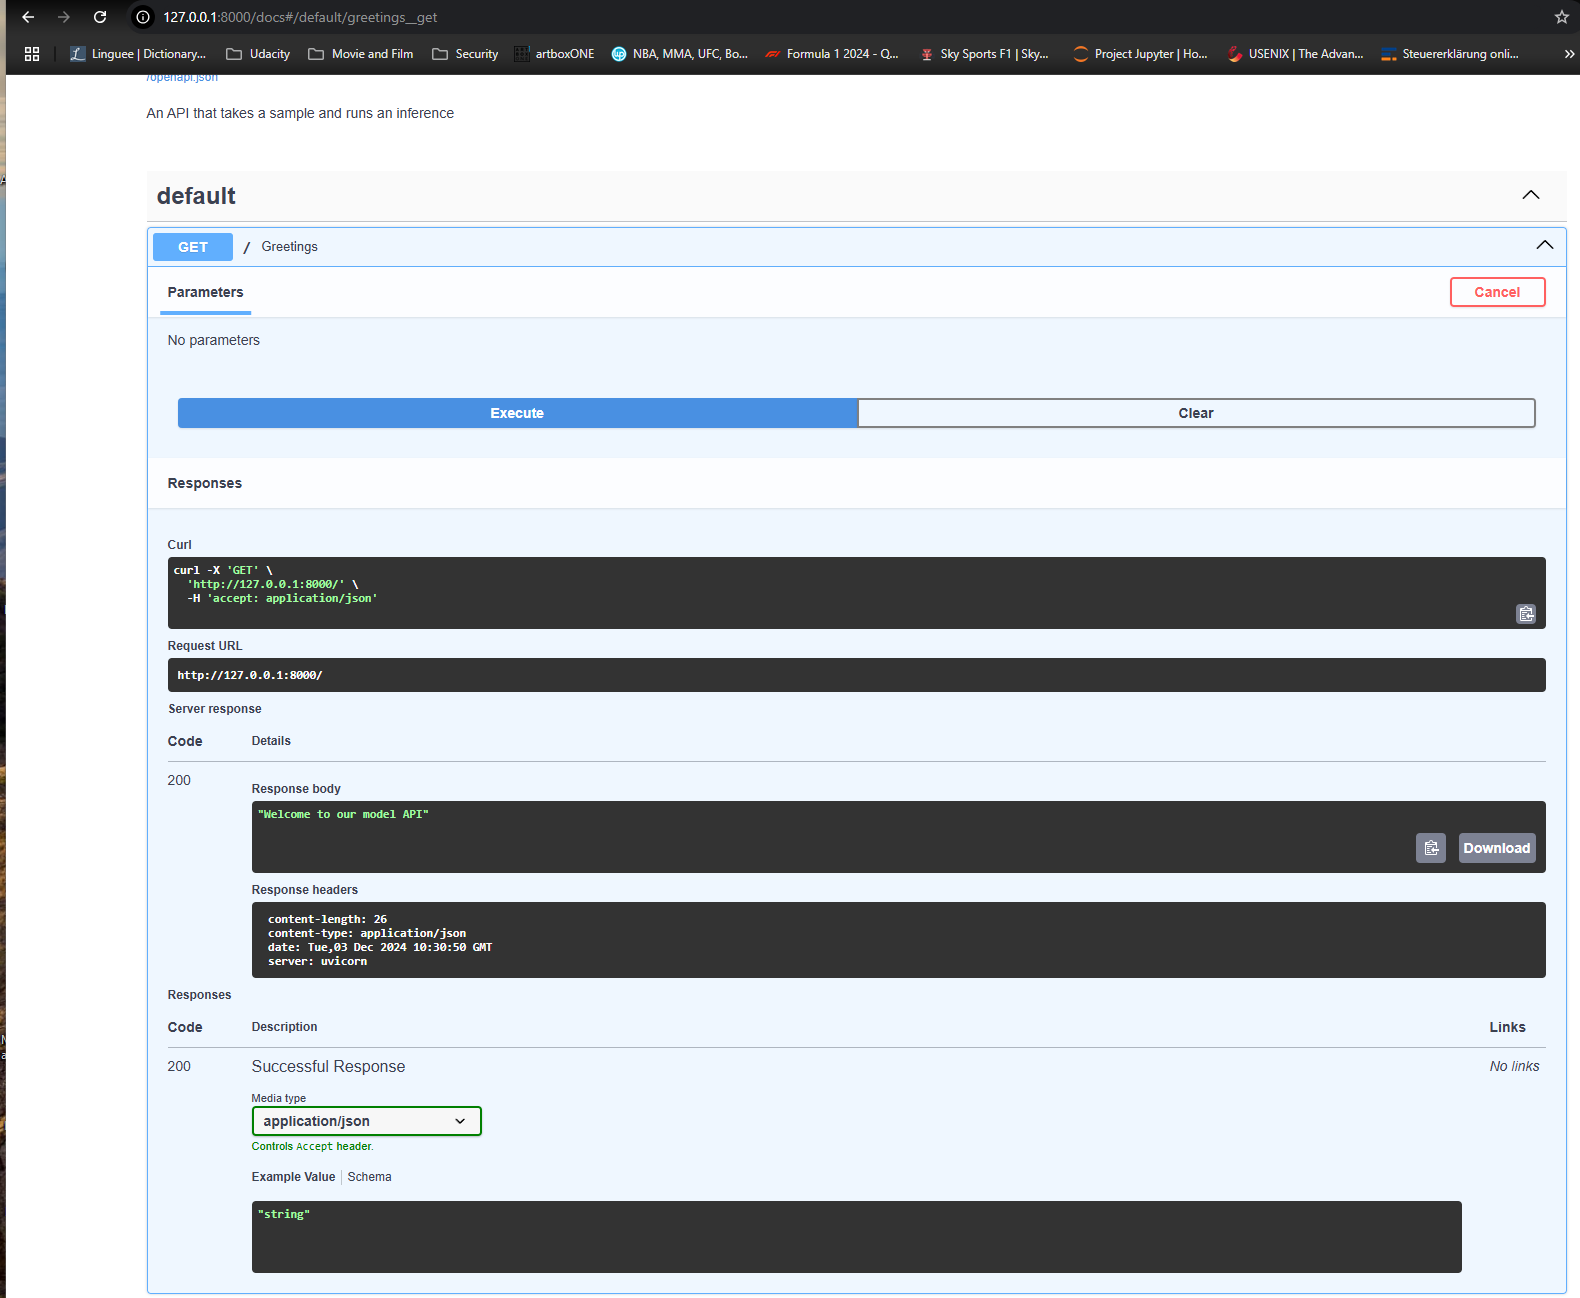 127.0.0.1:8000/docs#/default/greetings__get
Linguee | Dictionary...
Udacity
Movie and Film
Security
artboxONE
NBA, MMA, UFC, Bo...
Formula 1 2024 - Q...
Sky Sports F1 | Sky...
Project Jupyter | Ho...
USENIX | The Advan...
Steuererklärung onli...
»
/openapi.json
An API that takes a sample and runs an inference
default
GET / Greetings
Parameters
Cancel
No parameters
Execute
Clear
Responses
Curl
curl -X 'GET' \
'http://127.0.0.1:8000/' \
-H 'accept: application/json'
Request URL
http://127.0.0.1:8000/
Server response
Code Details
200
Response body
"Welcome to our model API"
Download
Response headers
content-length: 26
content-type: application/json
date: Tue,03 Dec 2024 10:30:50 GMT
server: uvicorn
Responses
Code Description Links
200 Successful Response No links
Media type
application/json
Controls Accept header.
Example Value Schema
"string"